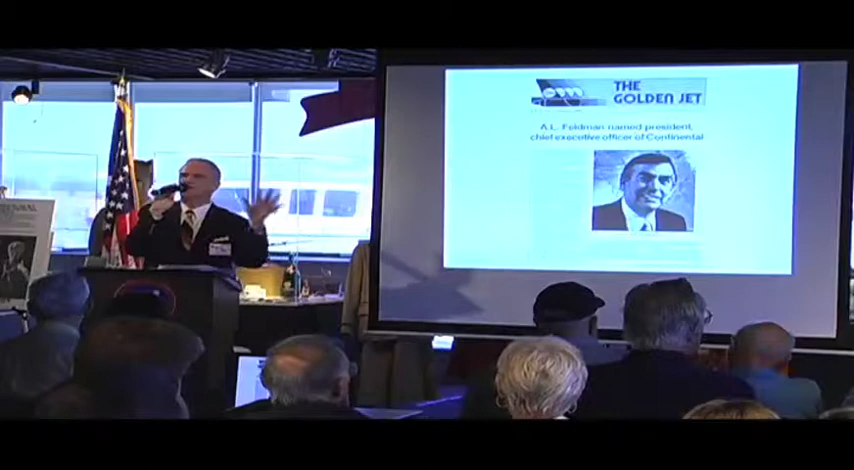 THE
GOLDEN JET
A.L. Feldman named president,
chief executive officer of Continental